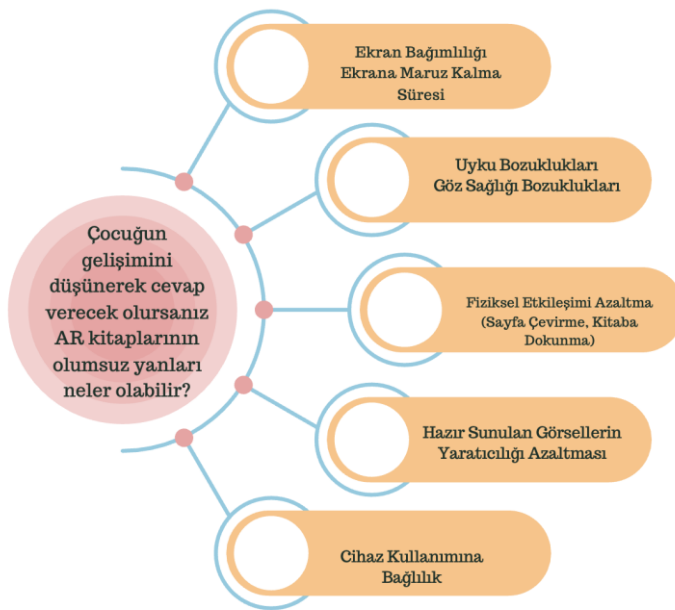 Çocuğun
gelişimini
düşünerek cevap
verecek olursanız
AR kitaplarının
olumsuz yanları
neler olabilir?
Ekran Bağımlılığı
Ekrana Maruz Kalma
Süresi
Uyku Bozuklukları
Göz Sağlığı Bozuklukları
Fiziksel Etkileşimi Azaltma
(Sayfa Çevirme, Kitaba
Dokunma)
Hazır Sunulan Görsellerin
Yaratıcılığı Azaltması
Cihaz Kullanımına
Bağlılık